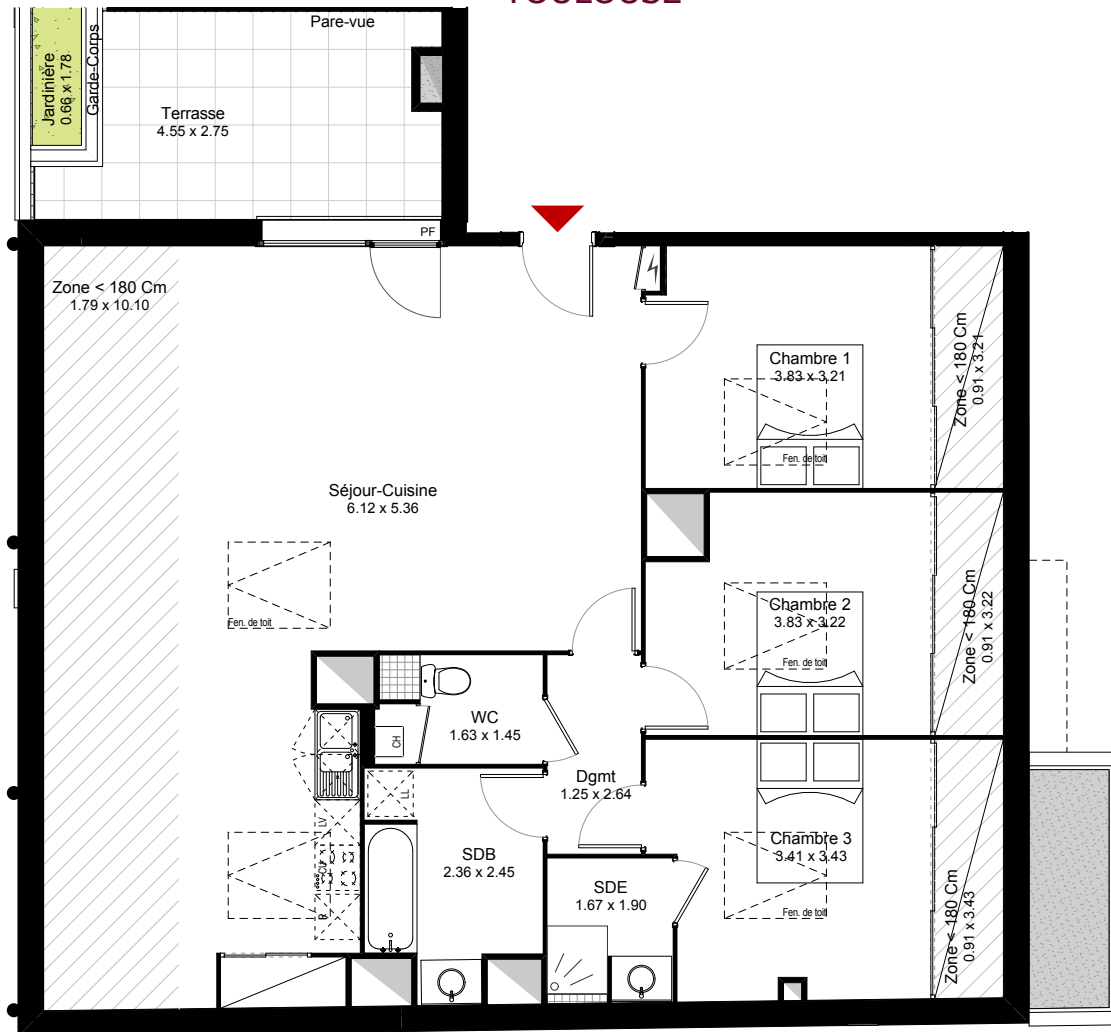 TOULOUSE
Pare-vue
Jardinière
0.66 x 1.78
Garde-Corps
Terrasse
4.55 x 2.75
PF
Zone < 180 Cm
1.79 x 10.10
Chambre 1
3.83 x 3.21
Fen. de toit
Zone < 180 Cm
0.91 x 3.21
Séjour-Cuisine
6.12 x 5.36
Fen. de toit
Chambre 2
3.83 x 3.22
Fen. de toit
Zone < 180 Cm
0.91 x 3.22
WC
1.63 x 1.45
CH
Dgmt
1.25 x 2.64
LL
LV
CU
R
SDB
2.36 x 2.45
SDE
1.67 x 1.90
Chambre 3
3.41 x 3.43
Fen. de toit
Zone < 180 Cm
0.91 x 3.43